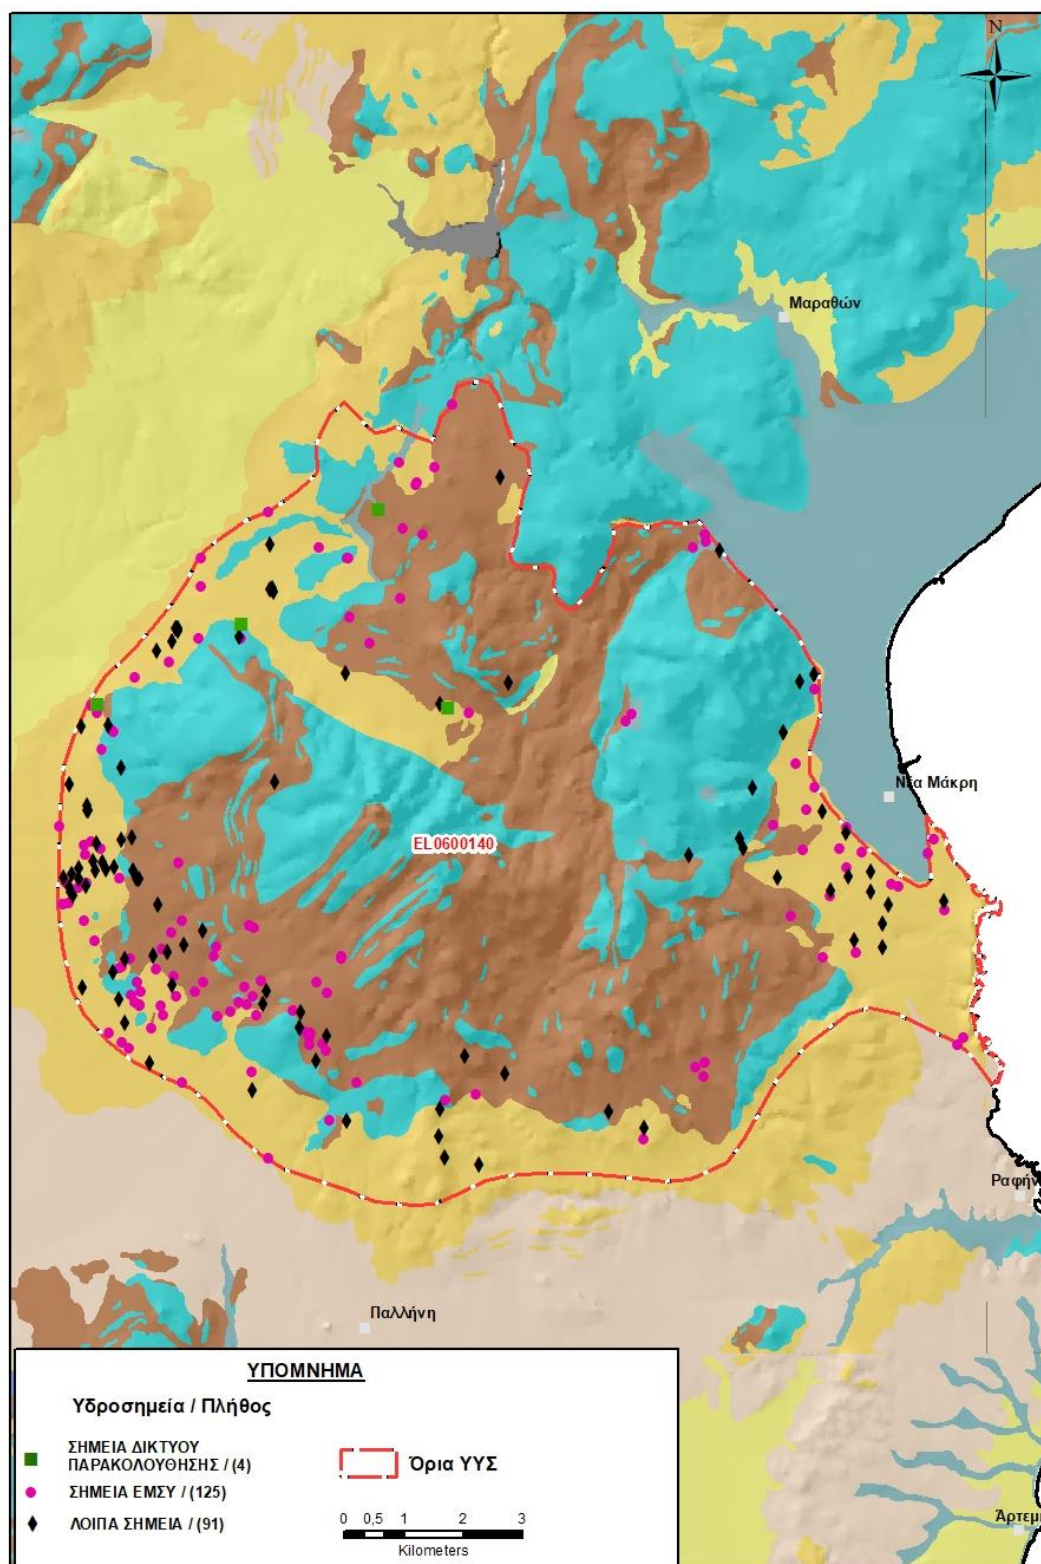 N
Μαραθών
Νέα Μάκρη
EL0600140
Ραφήν
Παλλήνη
ΥΠΟΜΝΗΜΑ
Υδροσημεία / Πλήθος
ΣΗΜΕΙΑ ΔΙΚΤΥΟΥ
ΠΑΡΑΚΟΛΟΥΘΗΣΗΣ / (4)
Όρια ΥΥΣ
ΣΗΜΕΙΑ ΕΜΣΥ / (125)
ΛΟΙΠΑ ΣΗΜΕΙΑ / (91)
0 0,5 1 2 3
Kilometers
Άρτεμι